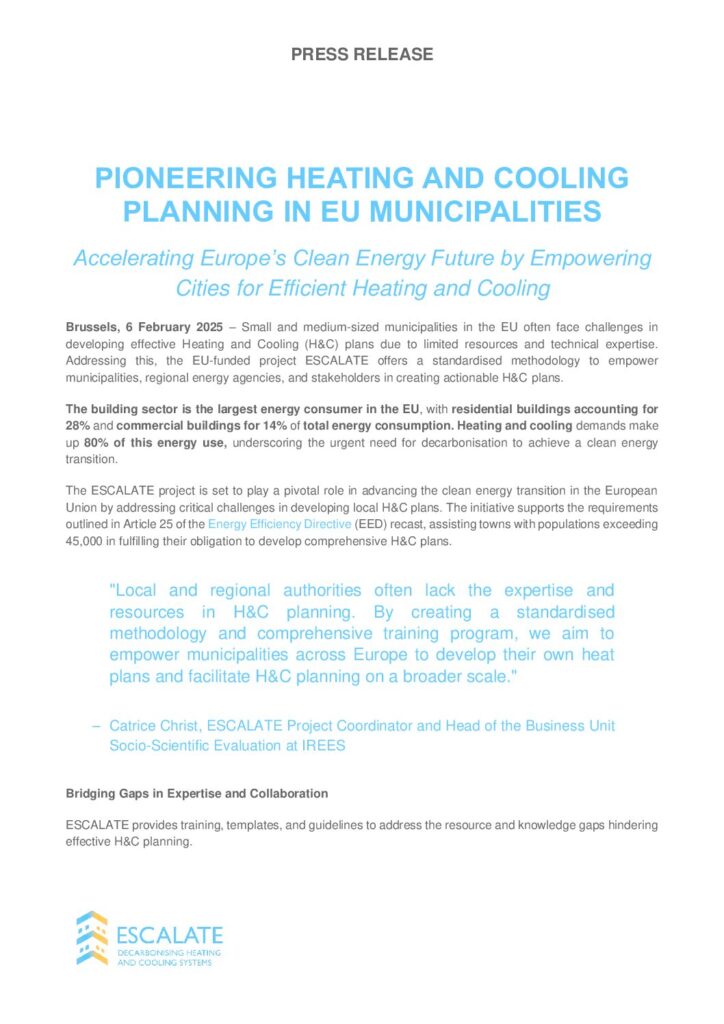 PRESS RELEASE
PIONEERING HEATING AND COOLING
PLANNING IN EU MUNICIPALITIES
Accelerating Europe's Clean Energy Future by Empowering
Cities for Efficient Heating and Cooling
Brussels, 6 February 2025 – Small and medium-sized municipalities in the EU often face challenges in
developing effective Heating and Cooling (H&C) plans due to limited resources and technical expertise.
Addressing this, the EU-funded project ESCALATE offers a standardised methodology to empower
municipalities, regional energy agencies, and stakeholders in creating actionable H&C plans.
The building sector is the largest energy consumer in the EU, with residential buildings accounting for
28% and commercial buildings for 14% of total energy consumption. Heating and cooling demands make
up 80% of this energy use, underscoring the urgent need for decarbonisation to achieve a clean energy
transition.
The ESCALATE project is set to play a pivotal role in advancing the clean energy transition in the European
Union by addressing critical challenges in developing local H&C plans. The initiative supports the requirements
outlined in Article 25 of the Energy Efficiency Directive (EED) recast, assisting towns with populations exceeding
45,000 in fulfilling their obligation to develop comprehensive H&C plans.
"Local and regional authorities often lack the expertise and
resources in H&C planning. By creating a standardised
methodology and comprehensive training program, we aim to
empower municipalities across Europe to develop their own heat
plans and facilitate H&C planning on a broader scale."
– Catrice Christ, ESCALATE Project Coordinator and Head of the Business Unit
Socio-Scientific Evaluation at IREES
Bridging Gaps in Expertise and Collaboration
ESCALATE provides training, templates, and guidelines to address the resource and knowledge gaps hindering
effective H&C planning.
ESCALATE
DECARBONISING HEATING
AND COOLING SYSTEMS